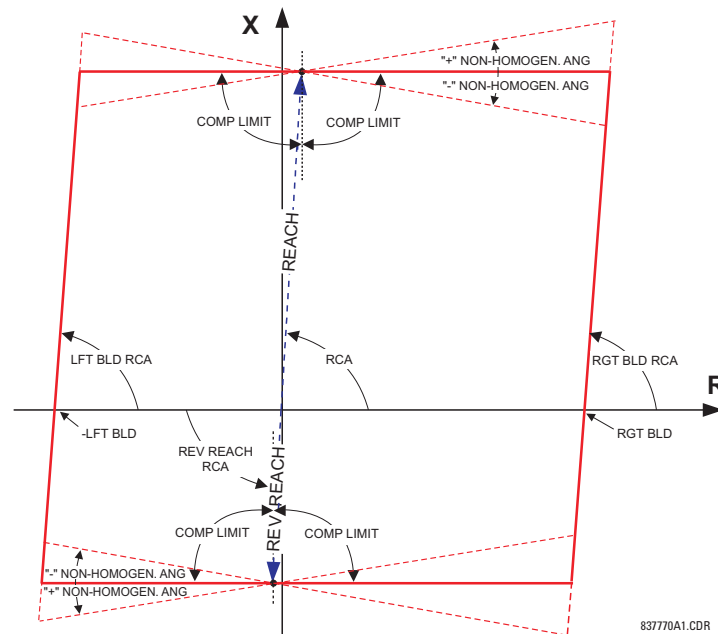 X
"+" NON-HOMOGEN. ANG
"-" NON-HOMOGEN. ANG
COMP LIMIT
COMP LIMIT
REACH
LFT BLD RCA
RCA
RGT BLD RCA
R
-LFT BLD
RGT BLD
REV REACH
RCA
REV REACH
COMP LIMIT
COMP LIMIT
"-" NON-HOMOGEN. ANG
"+" NON-HOMOGEN. ANG
837770A1.CDR